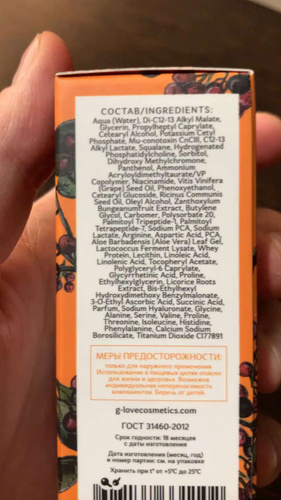 СОСТАВ/INGREDIENTS:
Aqua (Water), Di-C12-13 Alkyl Malate,
Glycerin, Propylheptyl Caprylate,
Cetearyl Alcohol, Potassium Cetyl
Phosphate, Mu-conotoxin CnCIII, C12-13
Alkyl Lactate, Squalane, Hydrogenated
Phosphatidylcholine, Sorbitol,
Dihydroxy Methylchromone,
Panthenol, Ammonium
Acryloyldimethyltaurate/VP
Copolymer, Niacinamide, Vitis Vinifera
(Grape) Seed Oil, Phenoxyethanol,
Cetearyl Glucoside, Ricinus Communis
Seed Oil, Oleyl Alcohol, Zanthoxylum
BungeanumFruit Extract, Butylene
Glycol, Carbomer, Polysorbate 20,
Palmitoyl Tripeptide-1, Palmitoyl
Tetrapeptide-7, Sodium PCA, Sodium
Lactate, Arginine, Aspartic Acid, PCA,
Aloe Barbadensis (Aloe Vera) Leaf Gel,
Lactococcus Ferment Lysate, Whey
Protein, Lecithin, Linoleic Acid,
Linolenic Acid, Tocopheryl Acetate,
Polyglyceryl-6 Caprylate,
Glycyrrhetinic Acid, Proline,
Ethylhexylglycerin, Licorice Roots
Extract, Bis-Ethylhexyl
Hydroxydimethoxy Benzylmalonate,
3-O-Ethyl Ascorbic Acid, Succinic Acid,
Parfum, Sodium Hyaluronate, Glycine,
Alanine, Serine, Valine, Proline,
Threonine, Isoleucine, Histidine,
Phenylalanine, Calcium Sodium
Borosilicate, Titanium Dioxide CI77891
МЕРЫ ПРЕДОСТОРОЖНОСТИ:
только для наружного применения.
Использование в пищевых целях опасно
для жизни и здоровья. Возможна
индивидуальная непереносимость
компонентов. Беречь от детей.
g-lovecosmetics.com
ГОСТ 31460-2012
Срок годности: 18 месяцев
с даты изготовления
Дата изготовления (месяц, год)
и номер партии: см. на упаковке
Хранить при t° от +5°C до 25°C